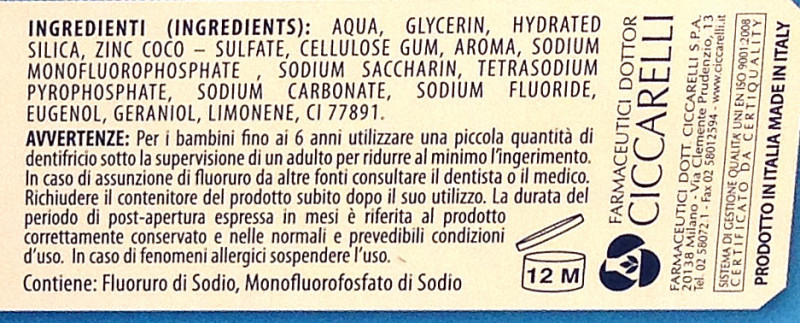 INGREDIENTI (INGREDIENTS): AQUA, GLYCERIN, HYDRATED
SILICA, ZINC COCO – SULFATE, CELLULOSE GUM, AROMA, SODIUM
MONOFLUOROPHOSPHATE , SODIUM SACCHARIN, TETRASODIUM
PYROPHOSPHATE, SODIUM CARBONATE, SODIUM FLUORIDE,
EUGENOL, GERANIOL, LIMONENE, CI 77891.
AVVERTENZE: Per i bambini fino ai 6 anni utilizzare una piccola quantità di
dentifricio sotto la supervisione di un adulto per ridurre al minimo l'ingerimento.
In caso di assunzione di fluoruro da altre fonti consultare il dentista o il medico.
Richiudere il contenitore del prodotto subito dopo il suo utilizzo. La durata del
periodo di post-apertura espressa in mesi è riferita al prodotto
correttamente conservato e nelle normali e prevedibili condizioni
d'uso. In caso di fenomeni allergici sospendere l'uso.
Contiene: Fluoruro di Sodio, Monofluorofosfato di Sodio
12 M
FARMACEUTICI DOTTOR
CICCARELLI
FARMACEUTICI DOTT. CICCARELLI S.P.A.
20138 Milano - Via Clemente Prudenzio, 13
Tel. 02 58072.1 - Fax 02 58012594 - www.ciccarelli.it
SISTEMA DI GESTIONE QUALITA' UNI EN ISO 9001:2008
CERTIFICATO DA CERTIQUALITY
PRODOTTO IN ITALIA MADE IN ITALY